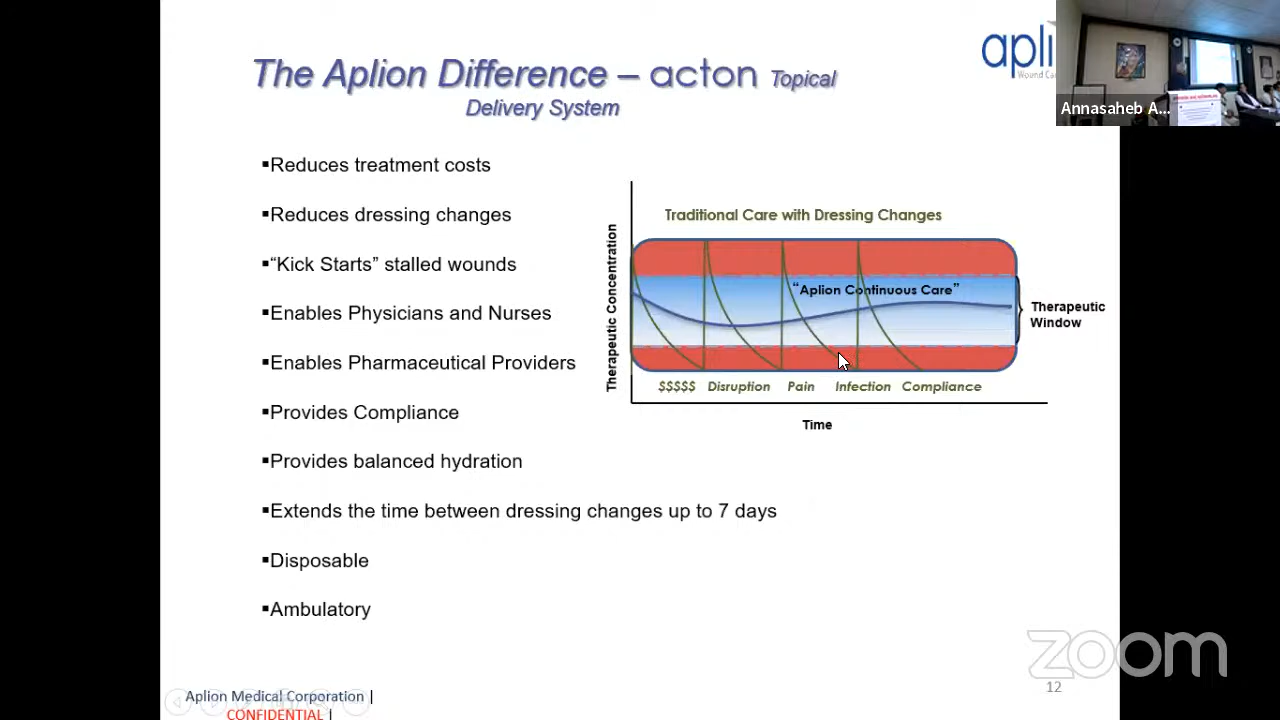 The Aplion Difference – acton Topical
Delivery System
apli
Wound Ca
Annasaheb A...
▪Reduces treatment costs
▪Reduces dressing changes
▪“Kick Starts” stalled wounds
▪Enables Physicians and Nurses
▪Enables Pharmaceutical Providers
▪Provides Compliance
▪Provides balanced hydration
▪Extends the time between dressing changes up to 7 days
▪Disposable
▪Ambulatory
Traditional Care with Dressing Changes
“Aplion Continuous Care”
Therapeutic Concentration
Therapeutic
Window
$$$$$ Disruption Pain Infection Compliance
Time
zoom
12
Aplion Medical Corporation |
CONFIDENTIAL |